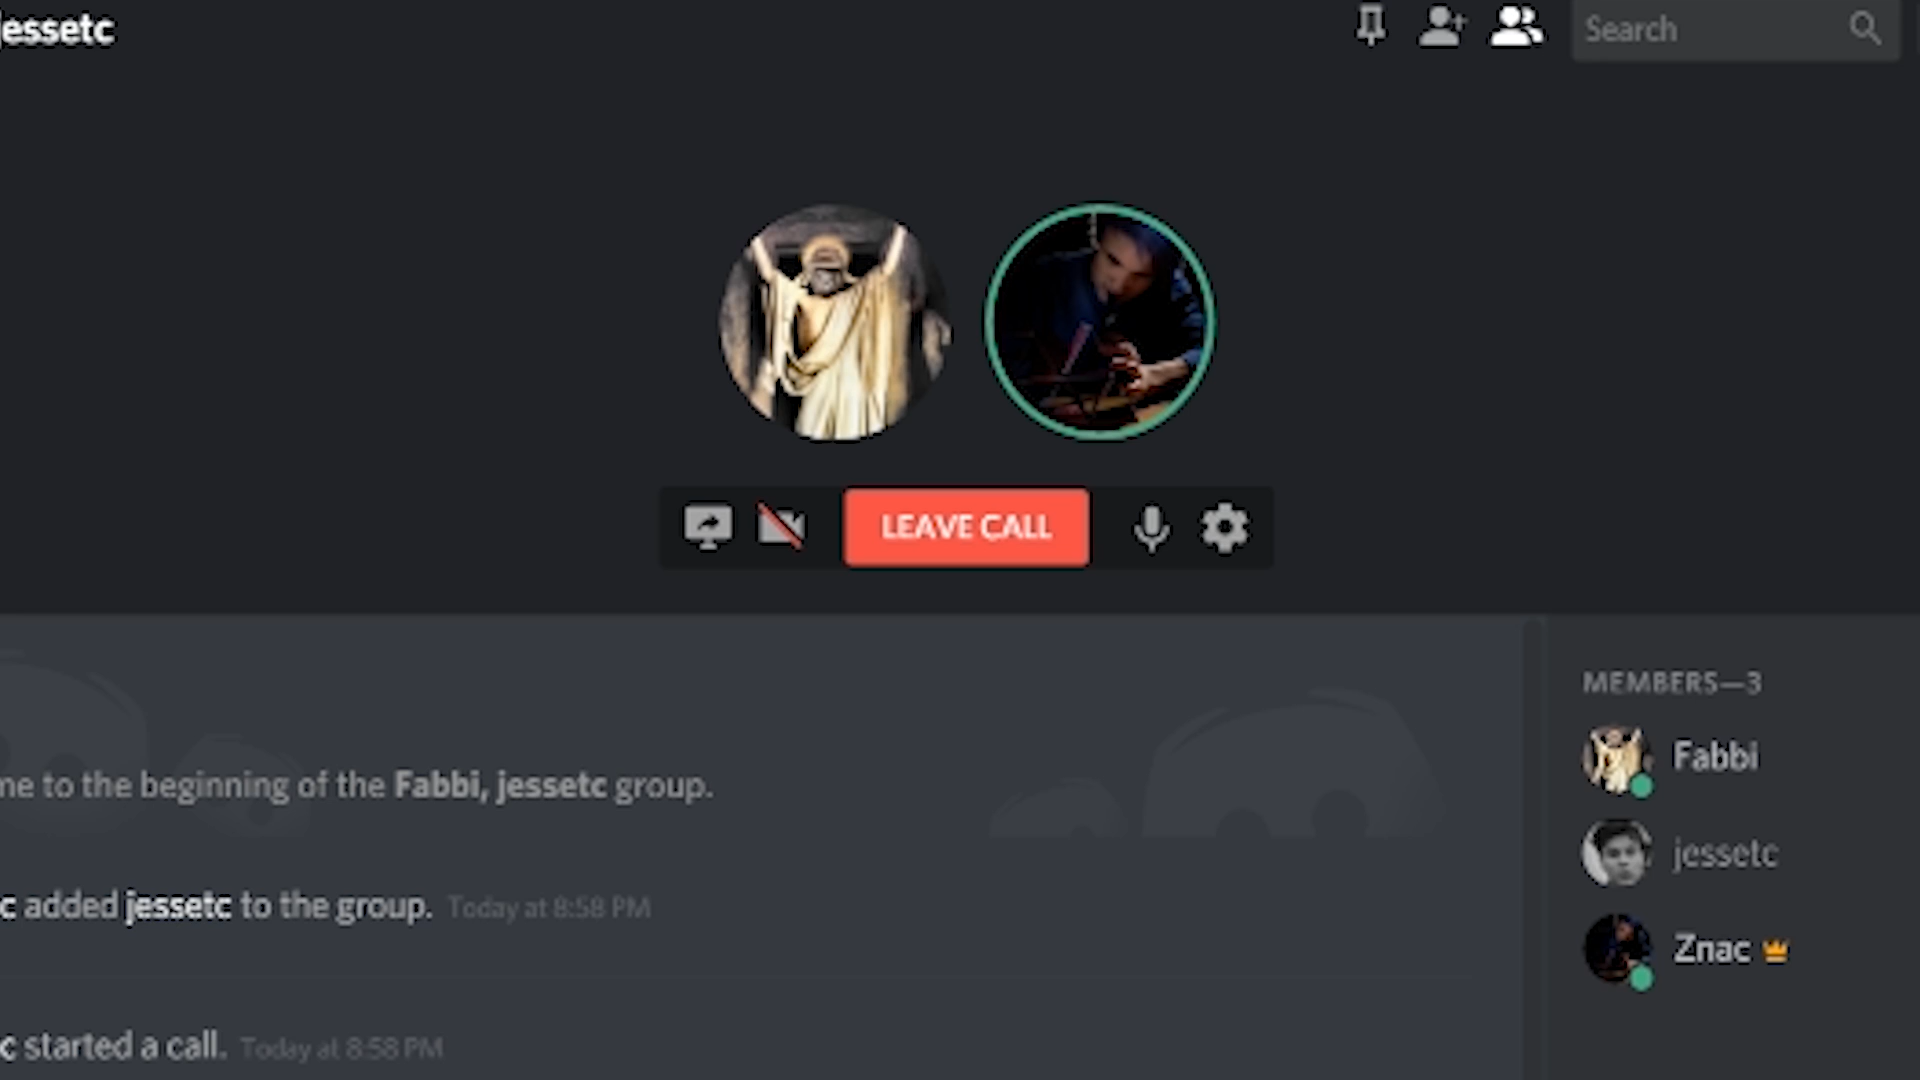 jessetc
Search
LEAVE CALL
MEMBERS—3
Fabbi
me to the beginning of the Fabbi, jessetc group.
jessetc
c added jessetc to the group. Today at 8:58 PM
Znac
c started a call. Today at 8:58 PM